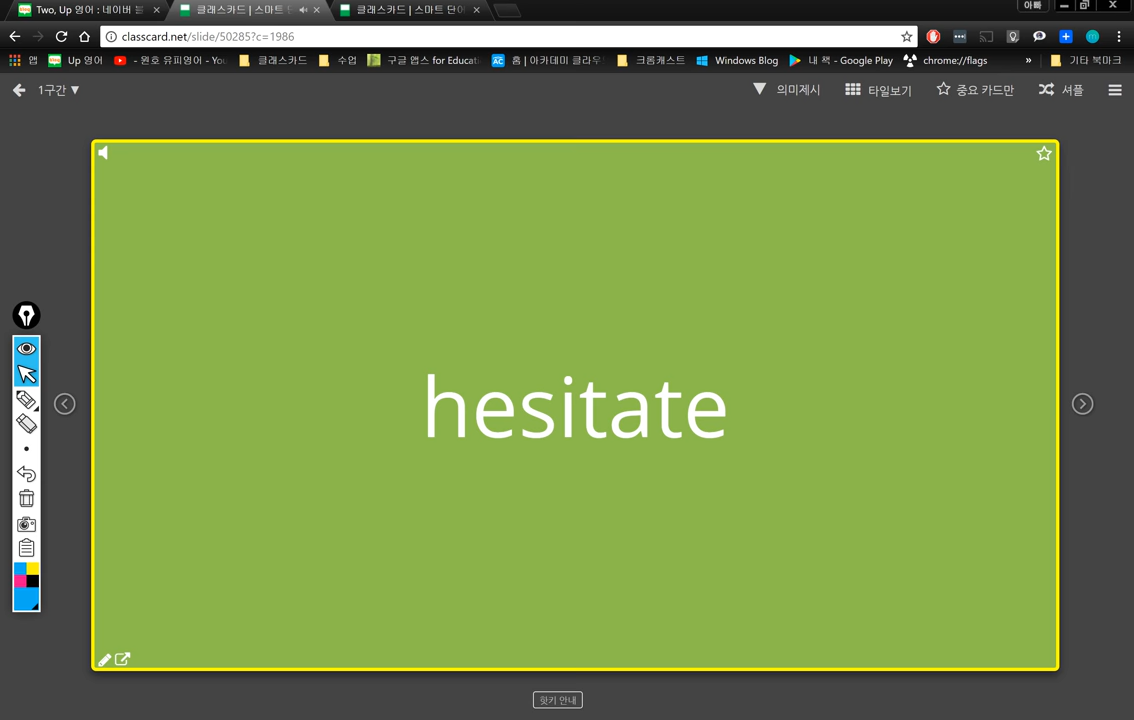 Two, Up 영어 : 네이버 블
클래스카드 | 스마트 단
클래스카드 | 스마트 단어
아빠
classcard.net/slide/50285?c=1986
앱
Up 영어
- 원호 유피영어 - You
클래스카드
수업
구글 앱스 for Educati
홈 | 아카데미 클라우
크롬캐스트
Windows Blog
내 책 - Google Play
chrome://flags
»
기타 북마크
1구간 ▼
▼ 의미제시
타일보기
중요 카드만
셔플
hesitate
핫키 안내